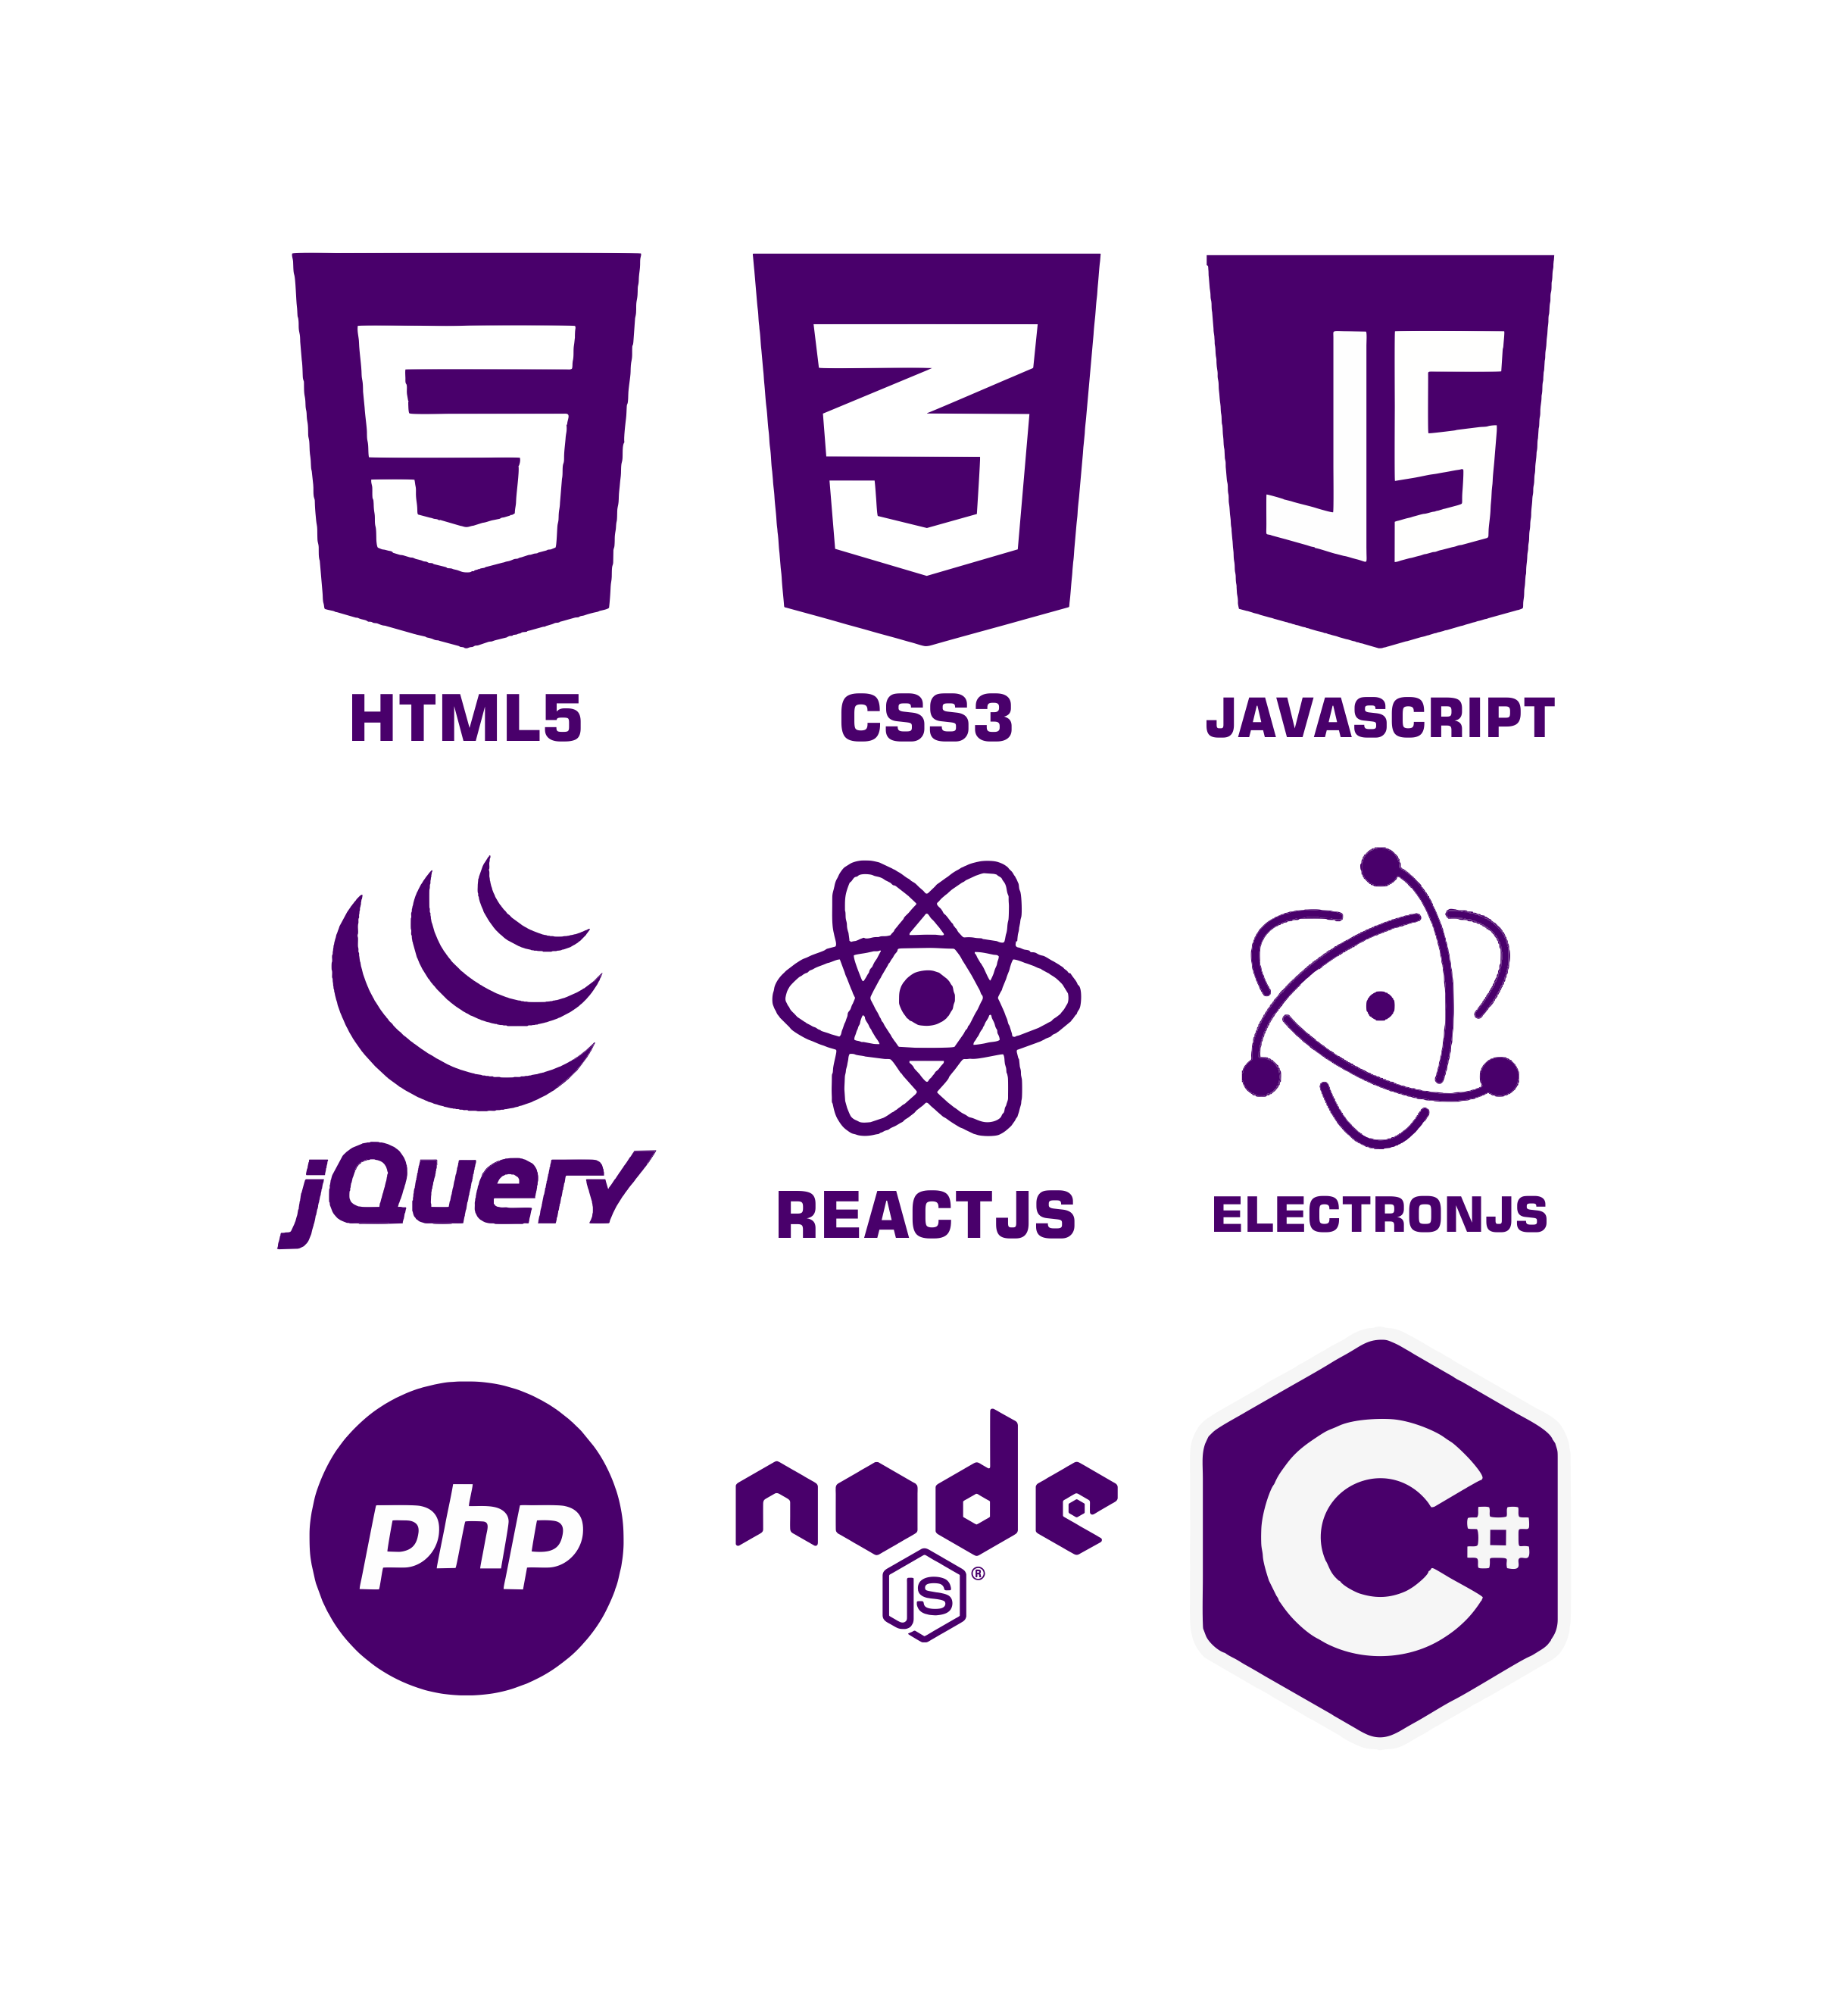 5
3
JS
HTML5
CSS3
JAVASCRIPT
jQuery
REACTJS
ELECTRONJS
php
node
JS®
C#